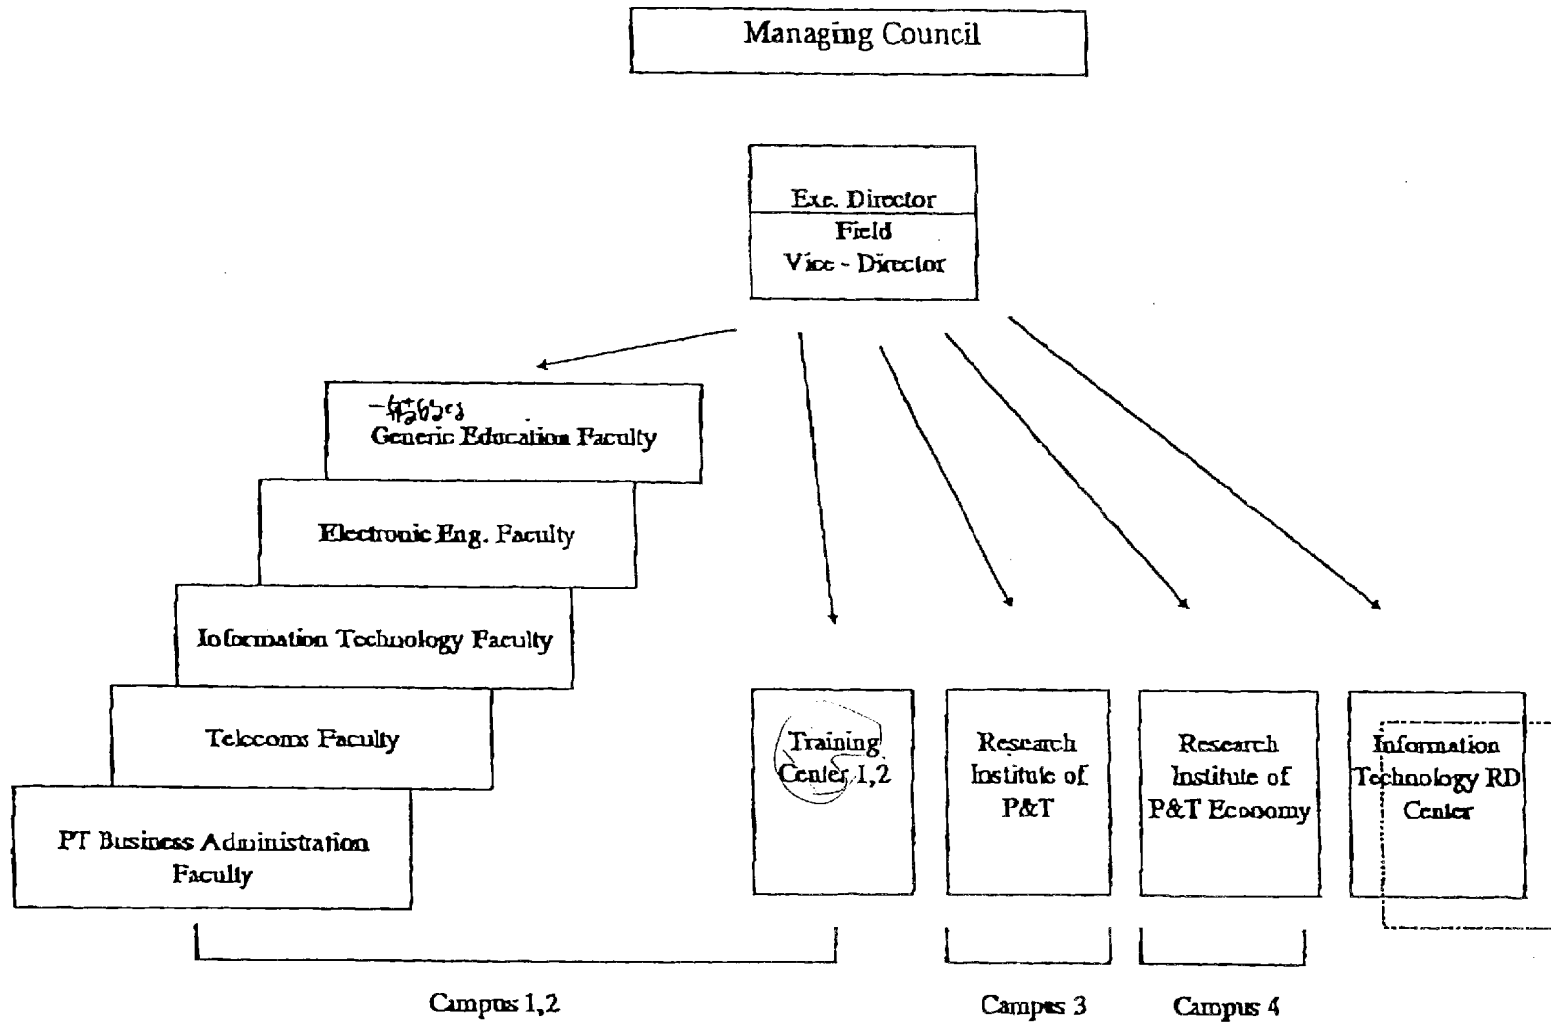 Managing Council
Exe. Director
Field
Vice - Director
Generic Education Faculty
Electronic Eng. Faculty
Information Technology Faculty
Telecoms Faculty
PT Business Administration
Faculty
Training
Center 1,2
Research
Institute of
P&T
Research
Institute of
P&T Economy
Information
Technology RD
Center
Campus 1,2
Campus 3
Campus 4